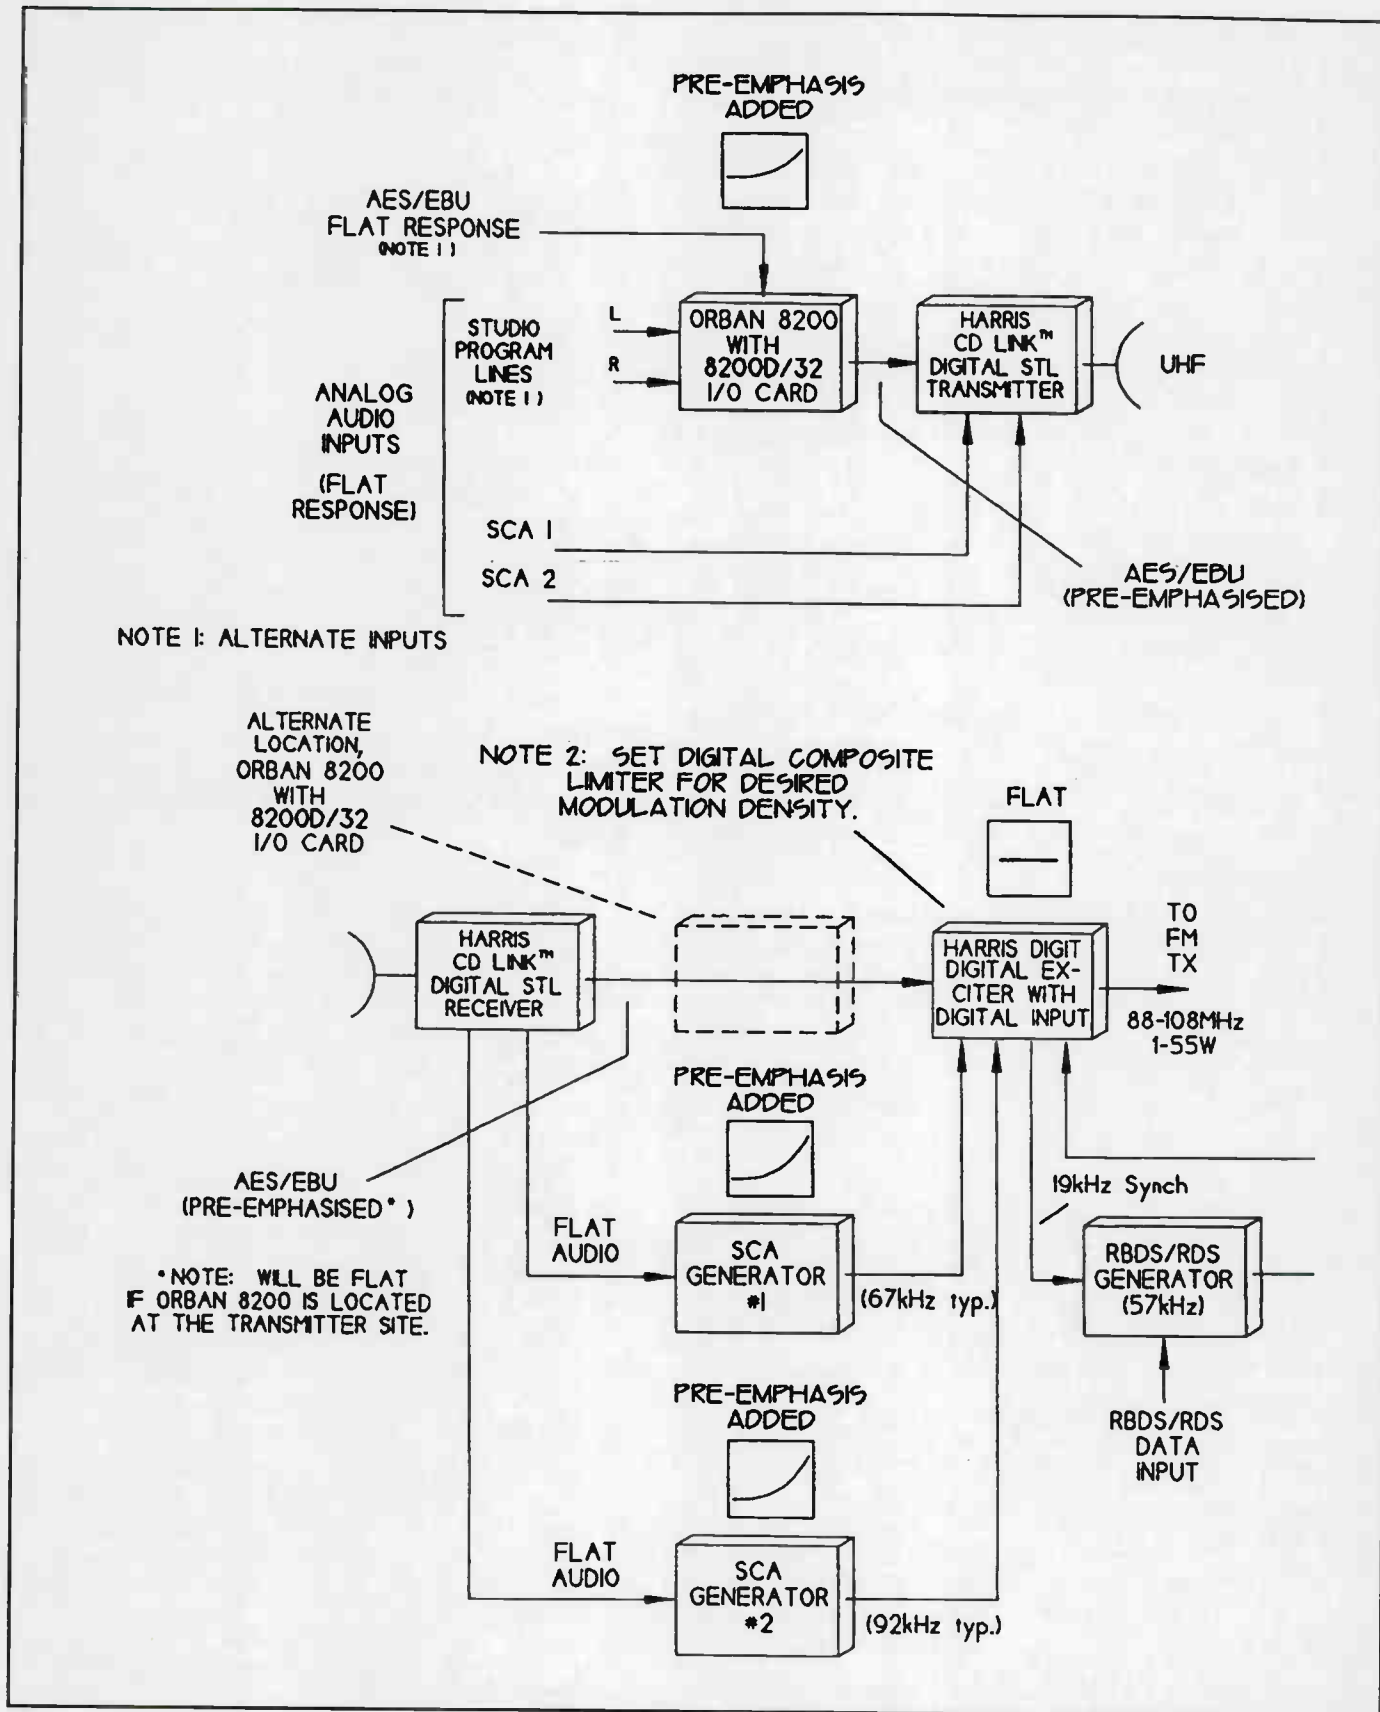 PRE-EMPHASIS
ADDED
AES/EBU
FLAT RESPONSE
(NOTE 1)
ANALOG
AUDIO
INPUTS
(FLAT
RESPONSE)
STUDIO
PROGRAM
LINES
(NOTE 1)
L
R
ORBAN 8200
WITH
8200D/32
I/O CARD
HARRIS
CD LINK™
DIGITAL STL
TRANSMITTER
UHF
SCA 1
SCA 2
AES/EBU
(PRE-EMPHASISED)
NOTE 1: ALTERNATE INPUTS
ALTERNATE
LOCATION,
ORBAN 8200
WITH
8200D/32
I/O CARD
NOTE 2: SET DIGITAL COMPOSITE
LIMITER FOR DESIRED
MODULATION DENSITY.
FLAT
HARRIS
CD LINK™
DIGITAL STL
RECEIVER
HARRIS DIGIT
DIGITAL EX-
CITER WITH
DIGITAL INPUT
TO
FM
TX
88-108MHz
1-55W
PRE-EMPHASIS
ADDED
AES/EBU
(PRE-EMPHASISED*)
*NOTE: WILL BE FLAT
IF ORBAN 8200 IS LOCATED
AT THE TRANSMITTER SITE.
FLAT
AUDIO
SCA
GENERATOR
#1
(67kHz typ.)
19kHz Synch
RBDS/RDS
GENERATOR
(57kHz)
RBDS/RDS
DATA
INPUT
PRE-EMPHASIS
ADDED
FLAT
AUDIO
SCA
GENERATOR
#2
(92kHz typ.)